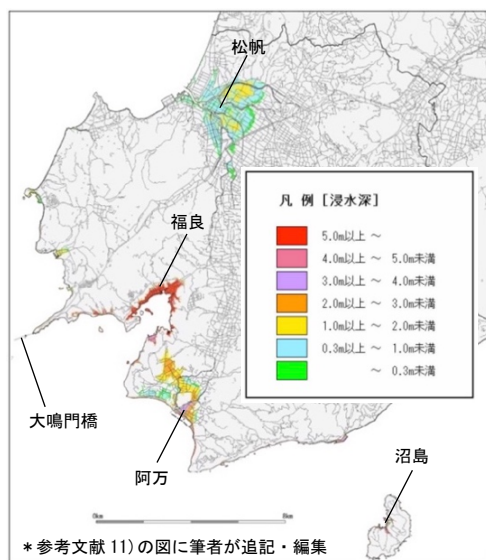 松帆
凡 例 [浸水深]
5.0m以上 ~
4.0m以上 ~ 5.0m未満
3.0m以上 ~ 4.0m未満
2.0m以上 ~ 3.0m未満
1.0m以上 ~ 2.0m未満
0.3m以上 ~ 1.0m未満
~ 0.3m未満
福良
大鳴門橋
阿万
沼島
*参考文献 11)の図に筆者が追記・編集